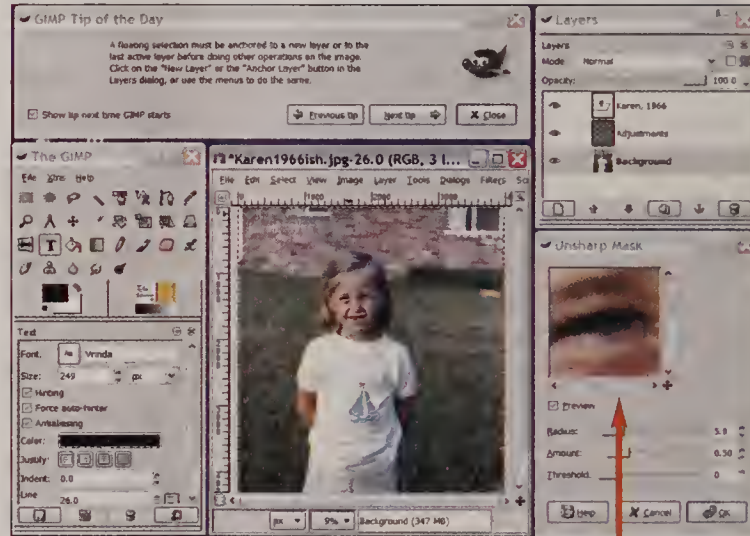 GIMP Tip of the Day
A floating selection must be anchored to a new layer or to the
last active layer before doing other operations on the image.
Click on the "New Layer" or the "Anchor Layer" button in the
Layers dialog, or use the menus to do the same.
Show tip next time GIMP starts
Previous tip
Next tip
Close
Layers
Layers
Mode Normal
Opacity: 100.0
Karen, 1966
Adjustments
Background
The GIMP
File Xtns Help
Text
Font: Aa Vrinda
Size: 249 px
Hinting
Force auto-hinter
Antialiasing
Color:
Justify:
Indent: 0.0
Line 26.0
*Karen1966ish.jpg-26.0 (RGB, 3 l...
File Edit Select View Image Layer Tools Dialogs Filters
px 9% Background (347 MB)
Unsharp Mask
Preview
Radius: 5.0
Amount: 0.50
Threshold: 0
Help
Cancel
OK